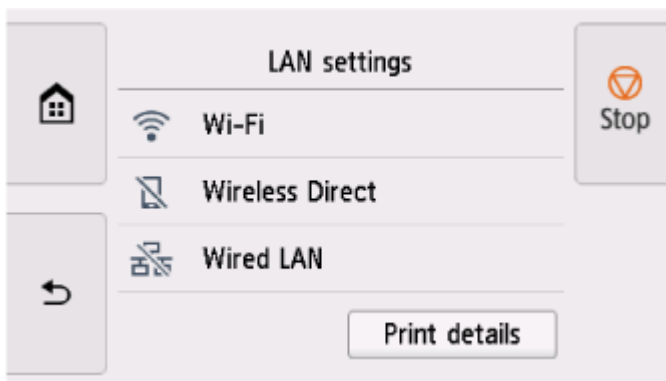 LAN settings
Wi-Fi
Stop
Wireless Direct
Wired LAN
Print details